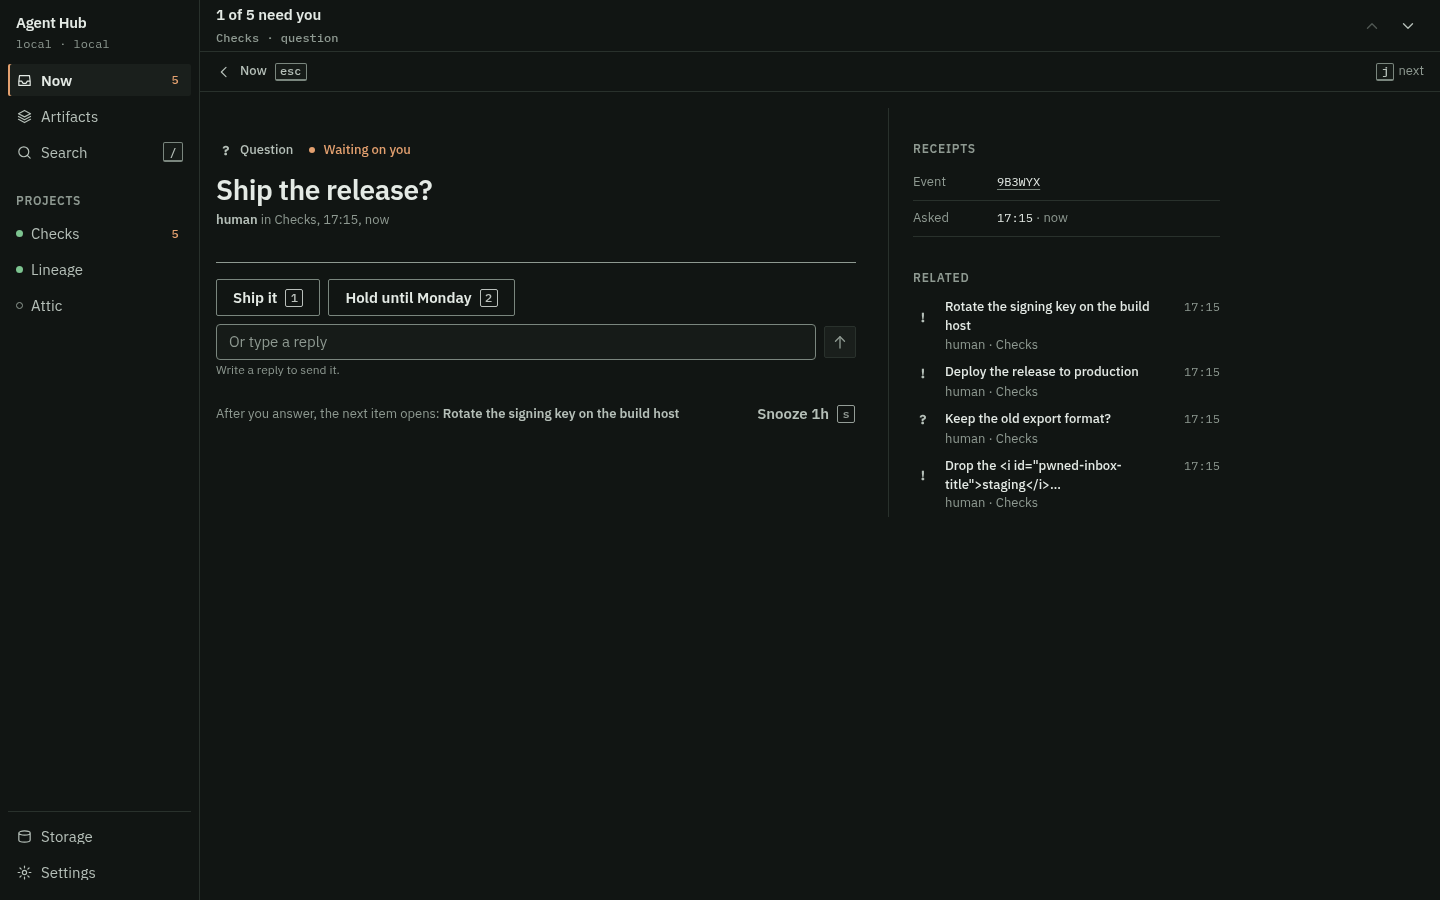 Agent Hub
local · local
Now 5
Artifacts
Search /
PROJECTS
Checks 5
Lineage
Attic
Storage
Settings
1 of 5 need you
Checks · question
Now esc
j next
? Question Waiting on you
Ship the release?
human in Checks, 17:15, now
Ship it 1 Hold until Monday 2
Or type a reply
Write a reply to send it.
After you answer, the next item opens: Rotate the signing key on the build host Snooze 1h s
RECEIPTS
Event 9B3WYX
Asked 17:15 · now
RELATED
! Rotate the signing key on the build 17:15
host
human · Checks
! Deploy the release to production 17:15
human · Checks
? Keep the old export format? 17:15
human · Checks
! Drop the <i id="pwned-inbox- 17:15
title">staging</i>...
human · Checks